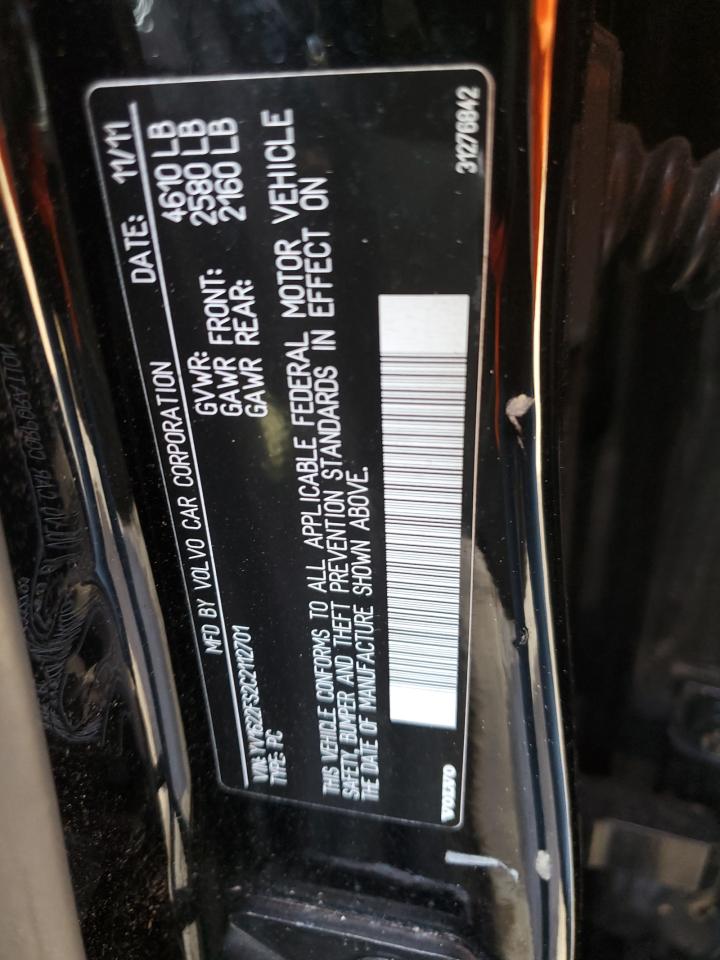 MFD BY VOLVO CAR CORPORATION DATE: 11/11
VIN: YV1622FS2C2112701 GVWR: 4610 LB
TYPE: PC GAWR FRONT: 2580 LB
GAWR REAR: 2160 LB
THIS VEHICLE CONFORMS TO ALL APPLICABLE FEDERAL MOTOR VEHICLE
SAFETY, BUMPER AND THEFT PREVENTION STANDARDS IN EFFECT ON
THE DATE OF MANUFACTURE SHOWN ABOVE.
VOLVO 31276842